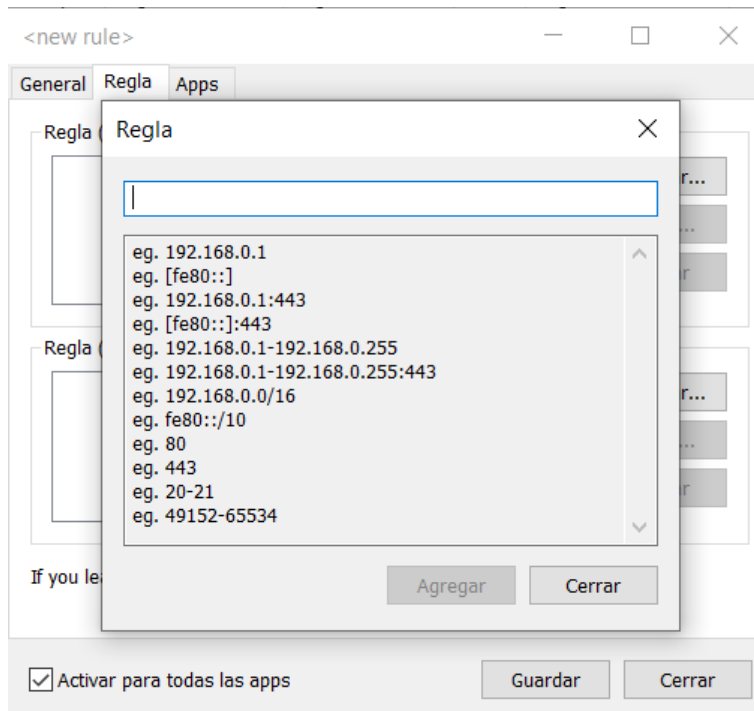 <new rule>
General Regla Apps
Regla (
Regla
r...
...
r
eg. 192.168.0.1
eg. [fe80::]
eg. 192.168.0.1:443
eg. [fe80::]:443
eg. 192.168.0.1-192.168.0.255
eg. 192.168.0.1-192.168.0.255:443
eg. 192.168.0.0/16
eg. fe80::/10
eg. 80
eg. 443
eg. 20-21
eg. 49152-65534
Regla (
r...
...
r
Agregar Cerrar
If you lea
Activar para todas las apps
Guardar Cerrar